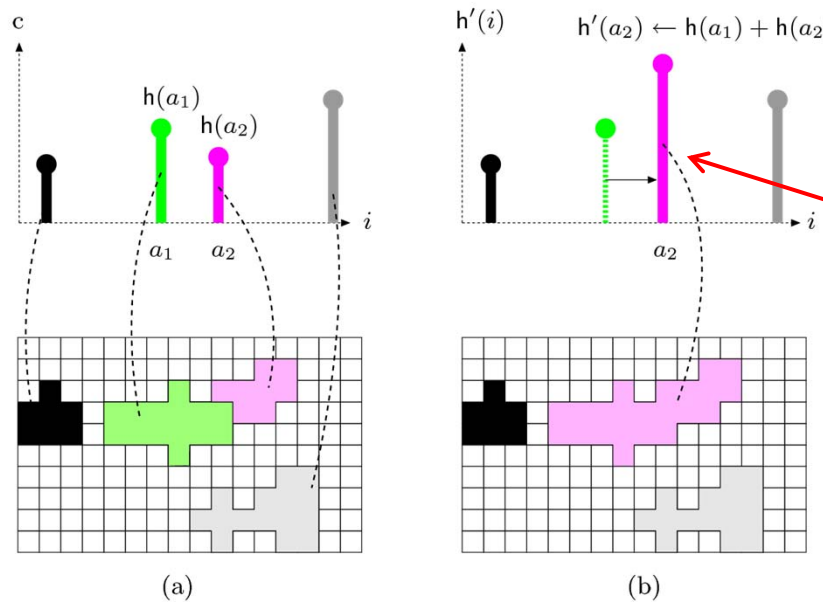 c
h(a₁)
h(a₂)
i
a₁
a₂
(a)
h′(i)
h′(a₂) ← h(a₁) + h(a₂
i
a₂
(b)